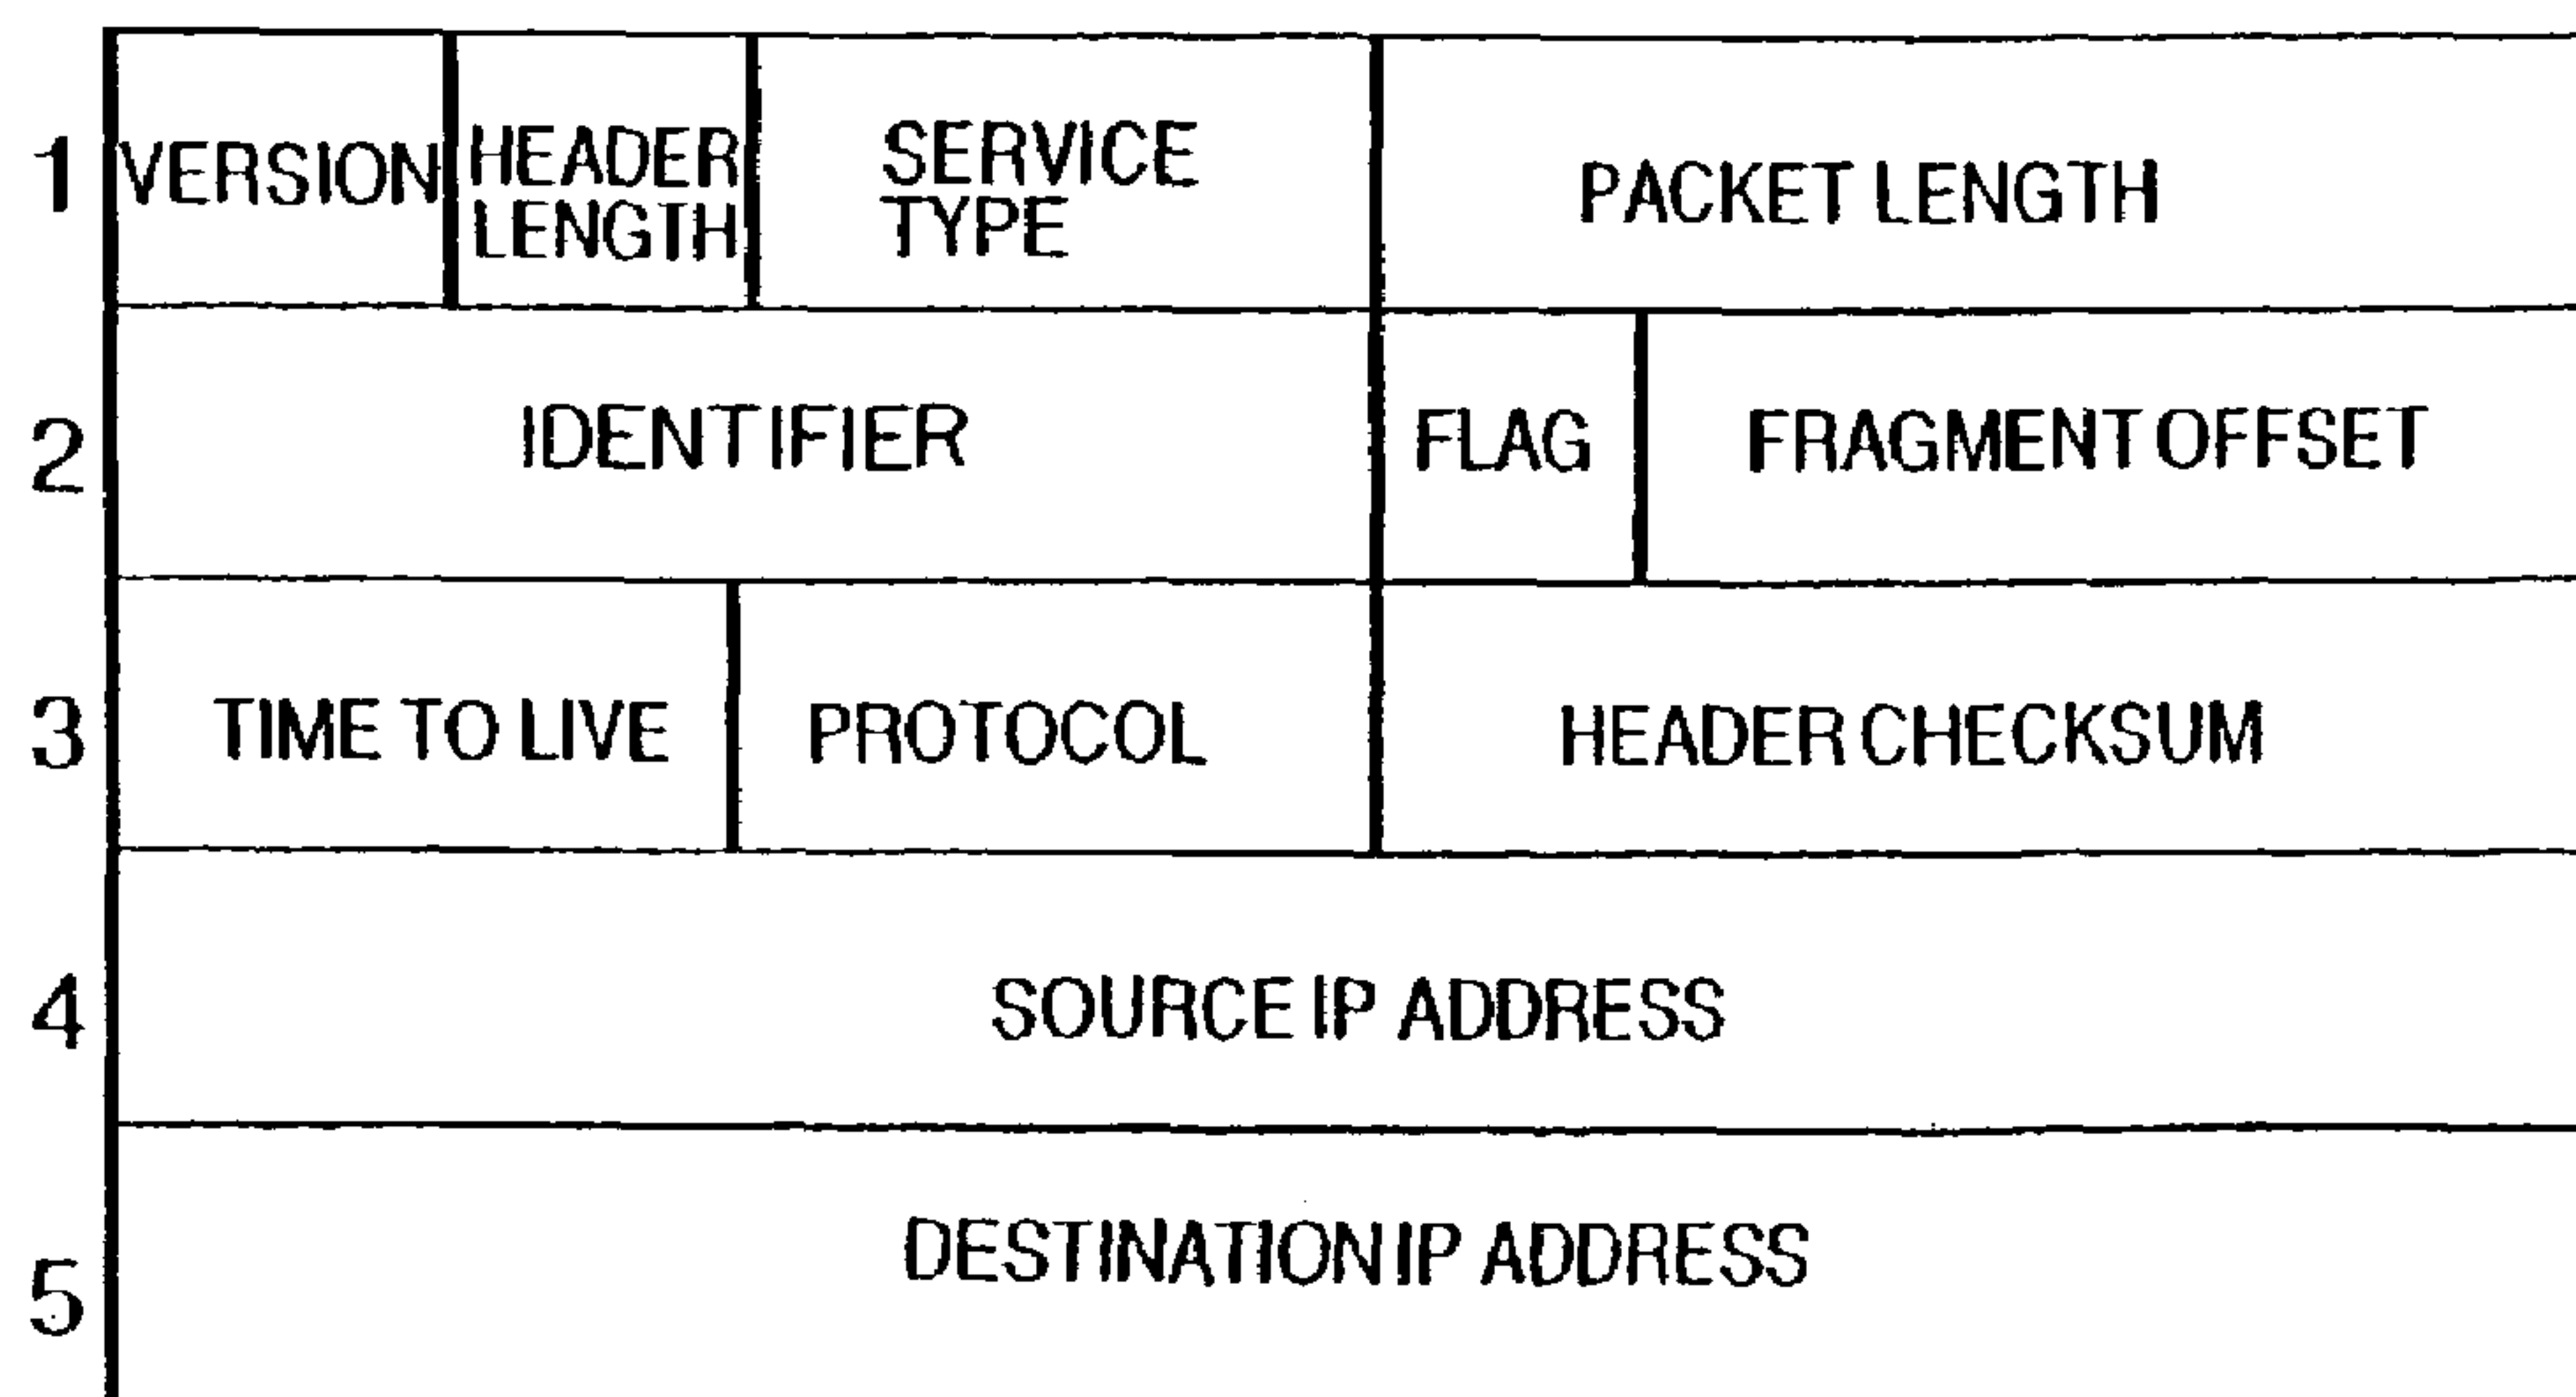 1 VERSION HEADER LENGTH SERVICE TYPE PACKET LENGTH
2 IDENTIFIER FLAG FRAGMENT OFFSET
3 TIME TO LIVE PROTOCOL HEADER CHECKSUM
4 SOURCE IP ADDRESS
5 DESTINATION IP ADDRESS